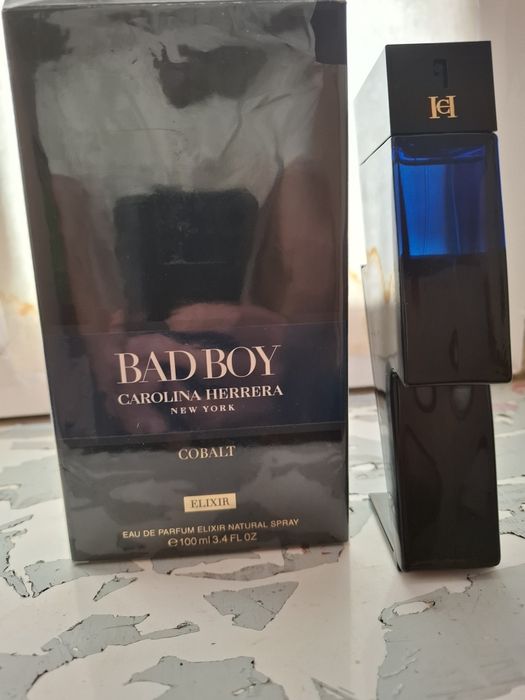 BAD BOY
CAROLINA HERRERA
NEW YORK
COBALT
ELIXIR
EAU DE PARFUM ELIXIR NATURAL SPRAY
℮ 100 ml 3.4 FL OZ
CH